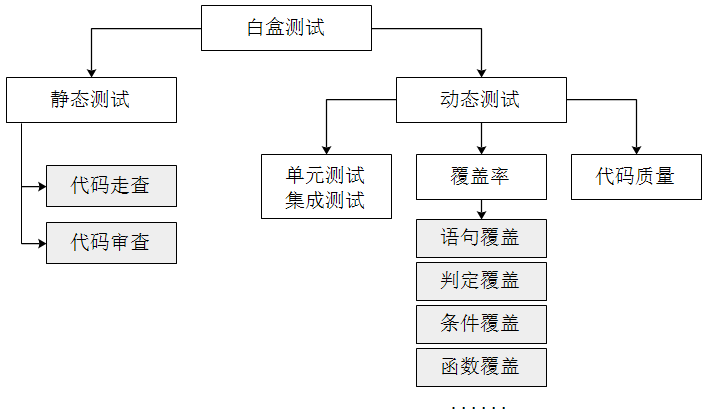 白盒测试
静态测试
动态测试
代码走查
代码审查
单元测试
集成测试
覆盖率
代码质量
语句覆盖
判定覆盖
条件覆盖
函数覆盖
······